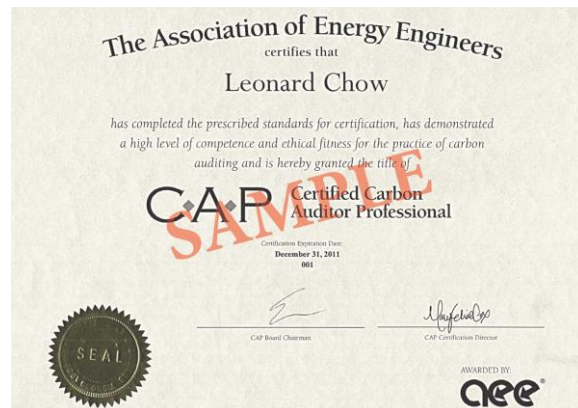 The Association of Energy Engineers
certifies that
Leonard Chow
has completed the prescribed standards for certification, has demonstrated
a high level of competence and ethical fitness for the practice of carbon
auditing and is hereby granted the title of
C◆A◆P Certified Carbon
Auditor Professional
SAMPLE
Certification Expiration Date:
December 31, 2011
001
CAP Board Chairman
CAP Certification Director
SEAL
AWARDED BY:
aee®